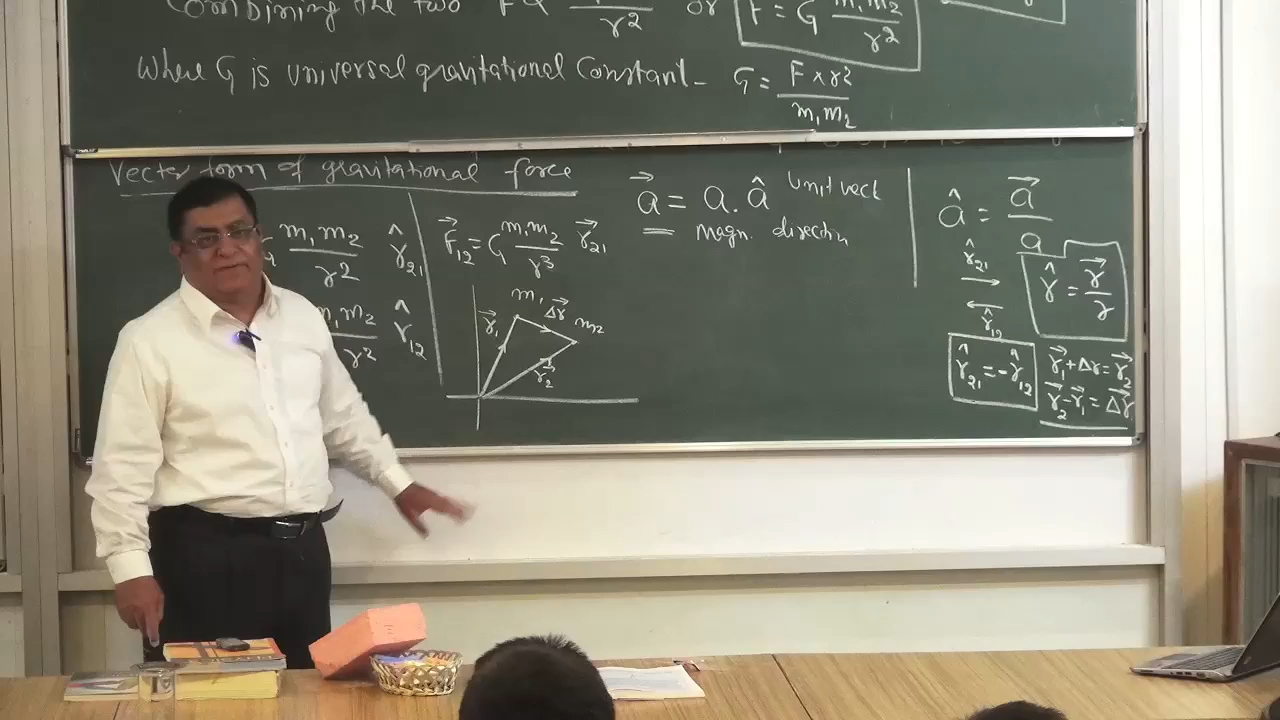 Combining the two F ∝ /r² or F = G m₁m₂/r²
Where G is universal gravitational Constant- G = F×r²/m₁m₂
Vector form of gravitational force
G m₁m₂/r² r̂₂₁
m₁m₂/r² r̂₁₂
F⃗₁₂ = G m₁m₂/r³ r⃗₂₁
m₁
Δr⃗
m₂
r⃗₁
r⃗₂
a⃗ = a. â Unit vect
magn. directin
â = a⃗/a
r̂₂₁
r̂₁₂
r̂ = r⃗/r
r̂₂₁ = -r̂₁₂
r⃗₁+Δr = r⃗₂
r⃗₂-r⃗₁ = Δr⃗